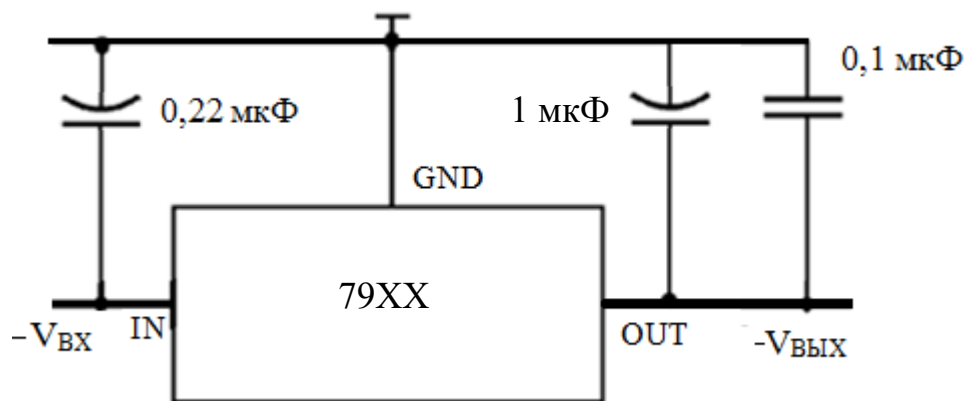 0,1 мкФ
0,22 мкФ
1 мкФ
GND
79XX
–VВХ
IN
OUT
-VВЫХ